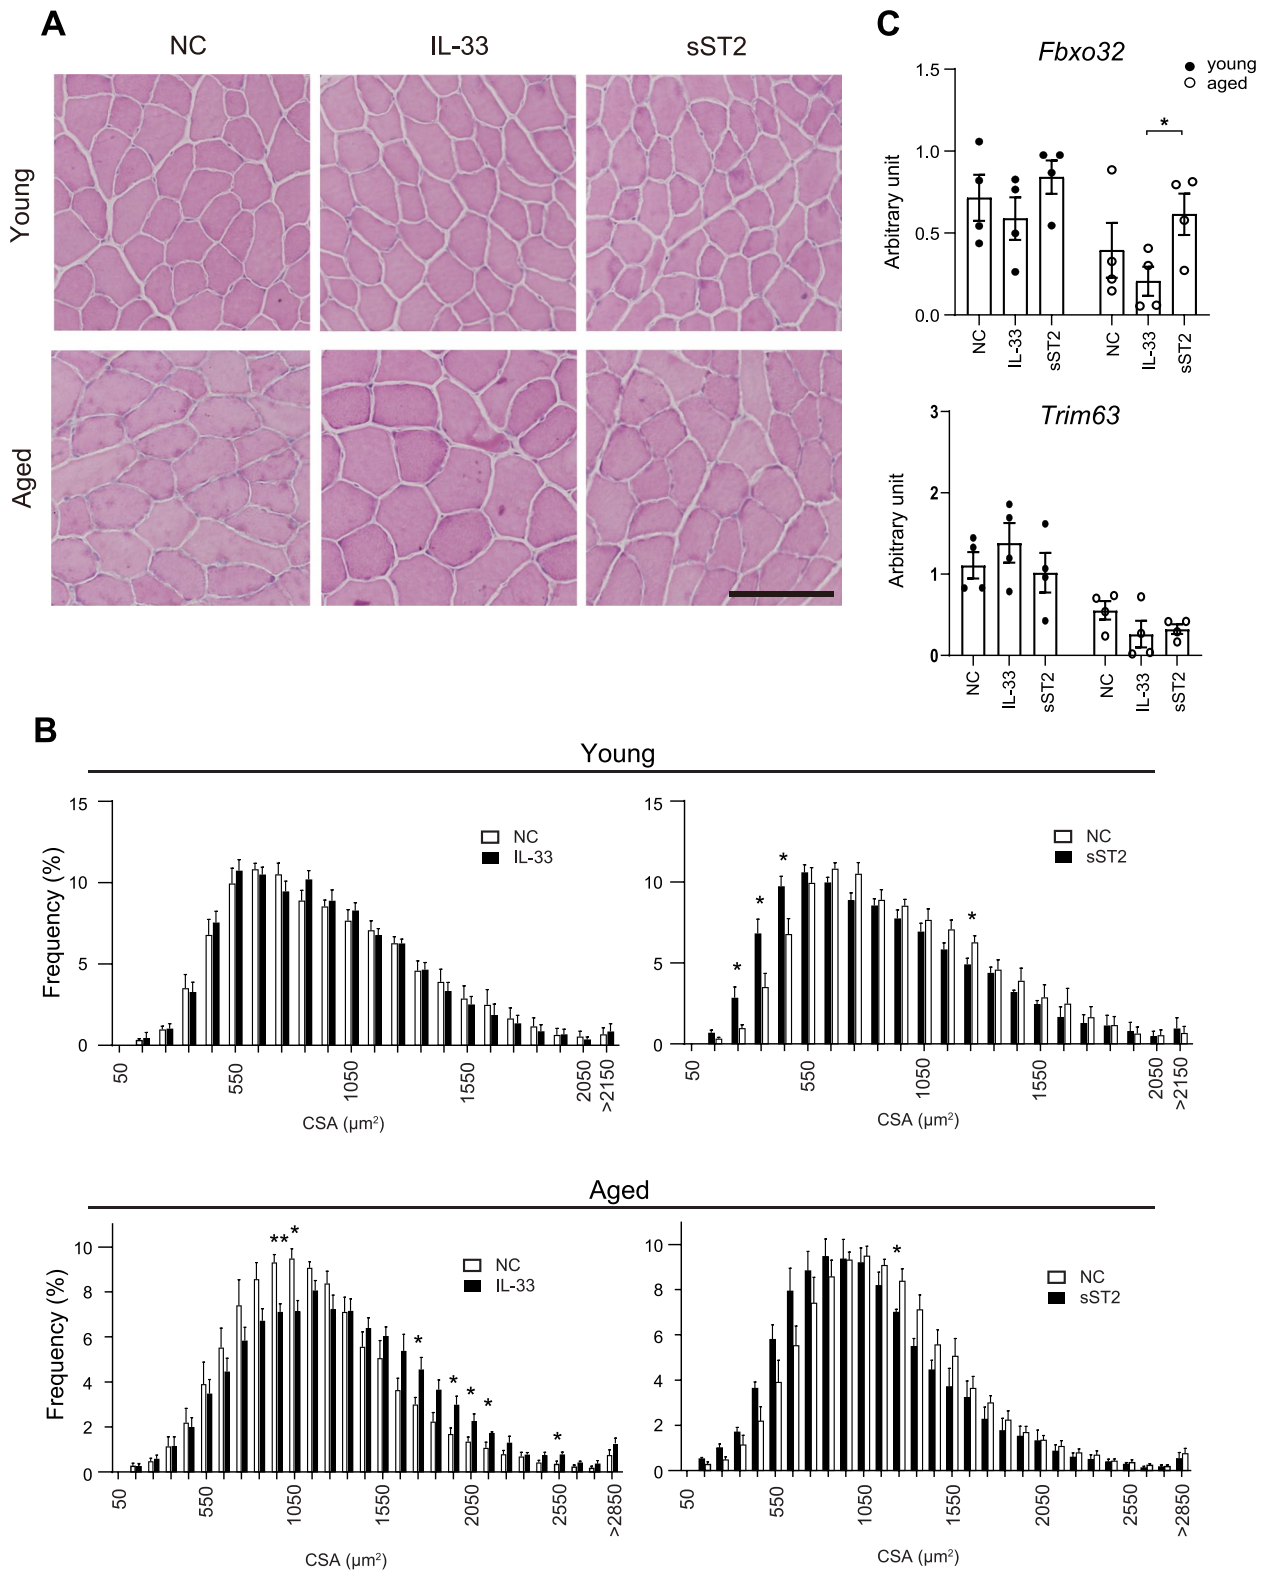 A
NC
IL-33
sST2
Young
Aged
C
Fbxo32
young
aged
1.5
1.0
0.5
0.0
Arbitrary unit
*
NC
IL-33
sST2
NC
IL-33
sST2
Trim63
3
2
1
0
Arbitrary unit
NC
IL-33
sST2
NC
IL-33
sST2
B
Young
15
10
5
0
Frequency (%)
NC
IL-33
50
550
1050
1550
2050
>2150
CSA (µm²)
15
10
5
0
NC
sST2
*
*
*
*
50
550
1050
1550
2050
>2150
CSA (µm²)
Aged
10
8
6
4
2
0
Frequency (%)
NC
IL-33
**
*
*
*
*
*
*
50
550
1050
1550
2050
2550
>2850
CSA (µm²)
10
8
6
4
2
0
NC
sST2
*
50
550
1050
1550
2050
2550
>2850
CSA (µm²)